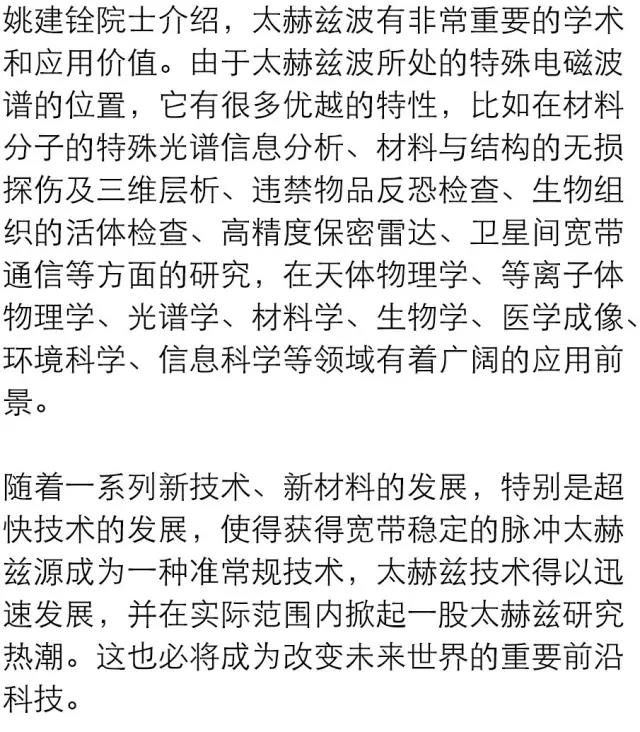 姚建铨院士介绍，太赫兹波有非常重要的学术
和应用价值。由于太赫兹波所处的特殊电磁波
谱的位置，它有很多优越的特性，比如在材料
分子的特殊光谱信息分析、材料与结构的无损
探伤及三维层析、违禁物品反恐检查、生物组
织的活体检查、高精度保密雷达、卫星间宽带
通信等方面的研究，在天体物理学、等离子体
物理学、光谱学、材料学、生物学、医学成像、
环境科学、信息科学等领域有着广阔的应用前
景。
随着一系列新技术、新材料的发展，特别是超
快技术的发展，使得获得宽带稳定的脉冲太赫
兹源成为一种准常规技术，太赫兹技术得以迅
速发展，并在实际范围内掀起一股太赫兹研究
热潮。这也必将成为改变未来世界的重要前沿
科技。